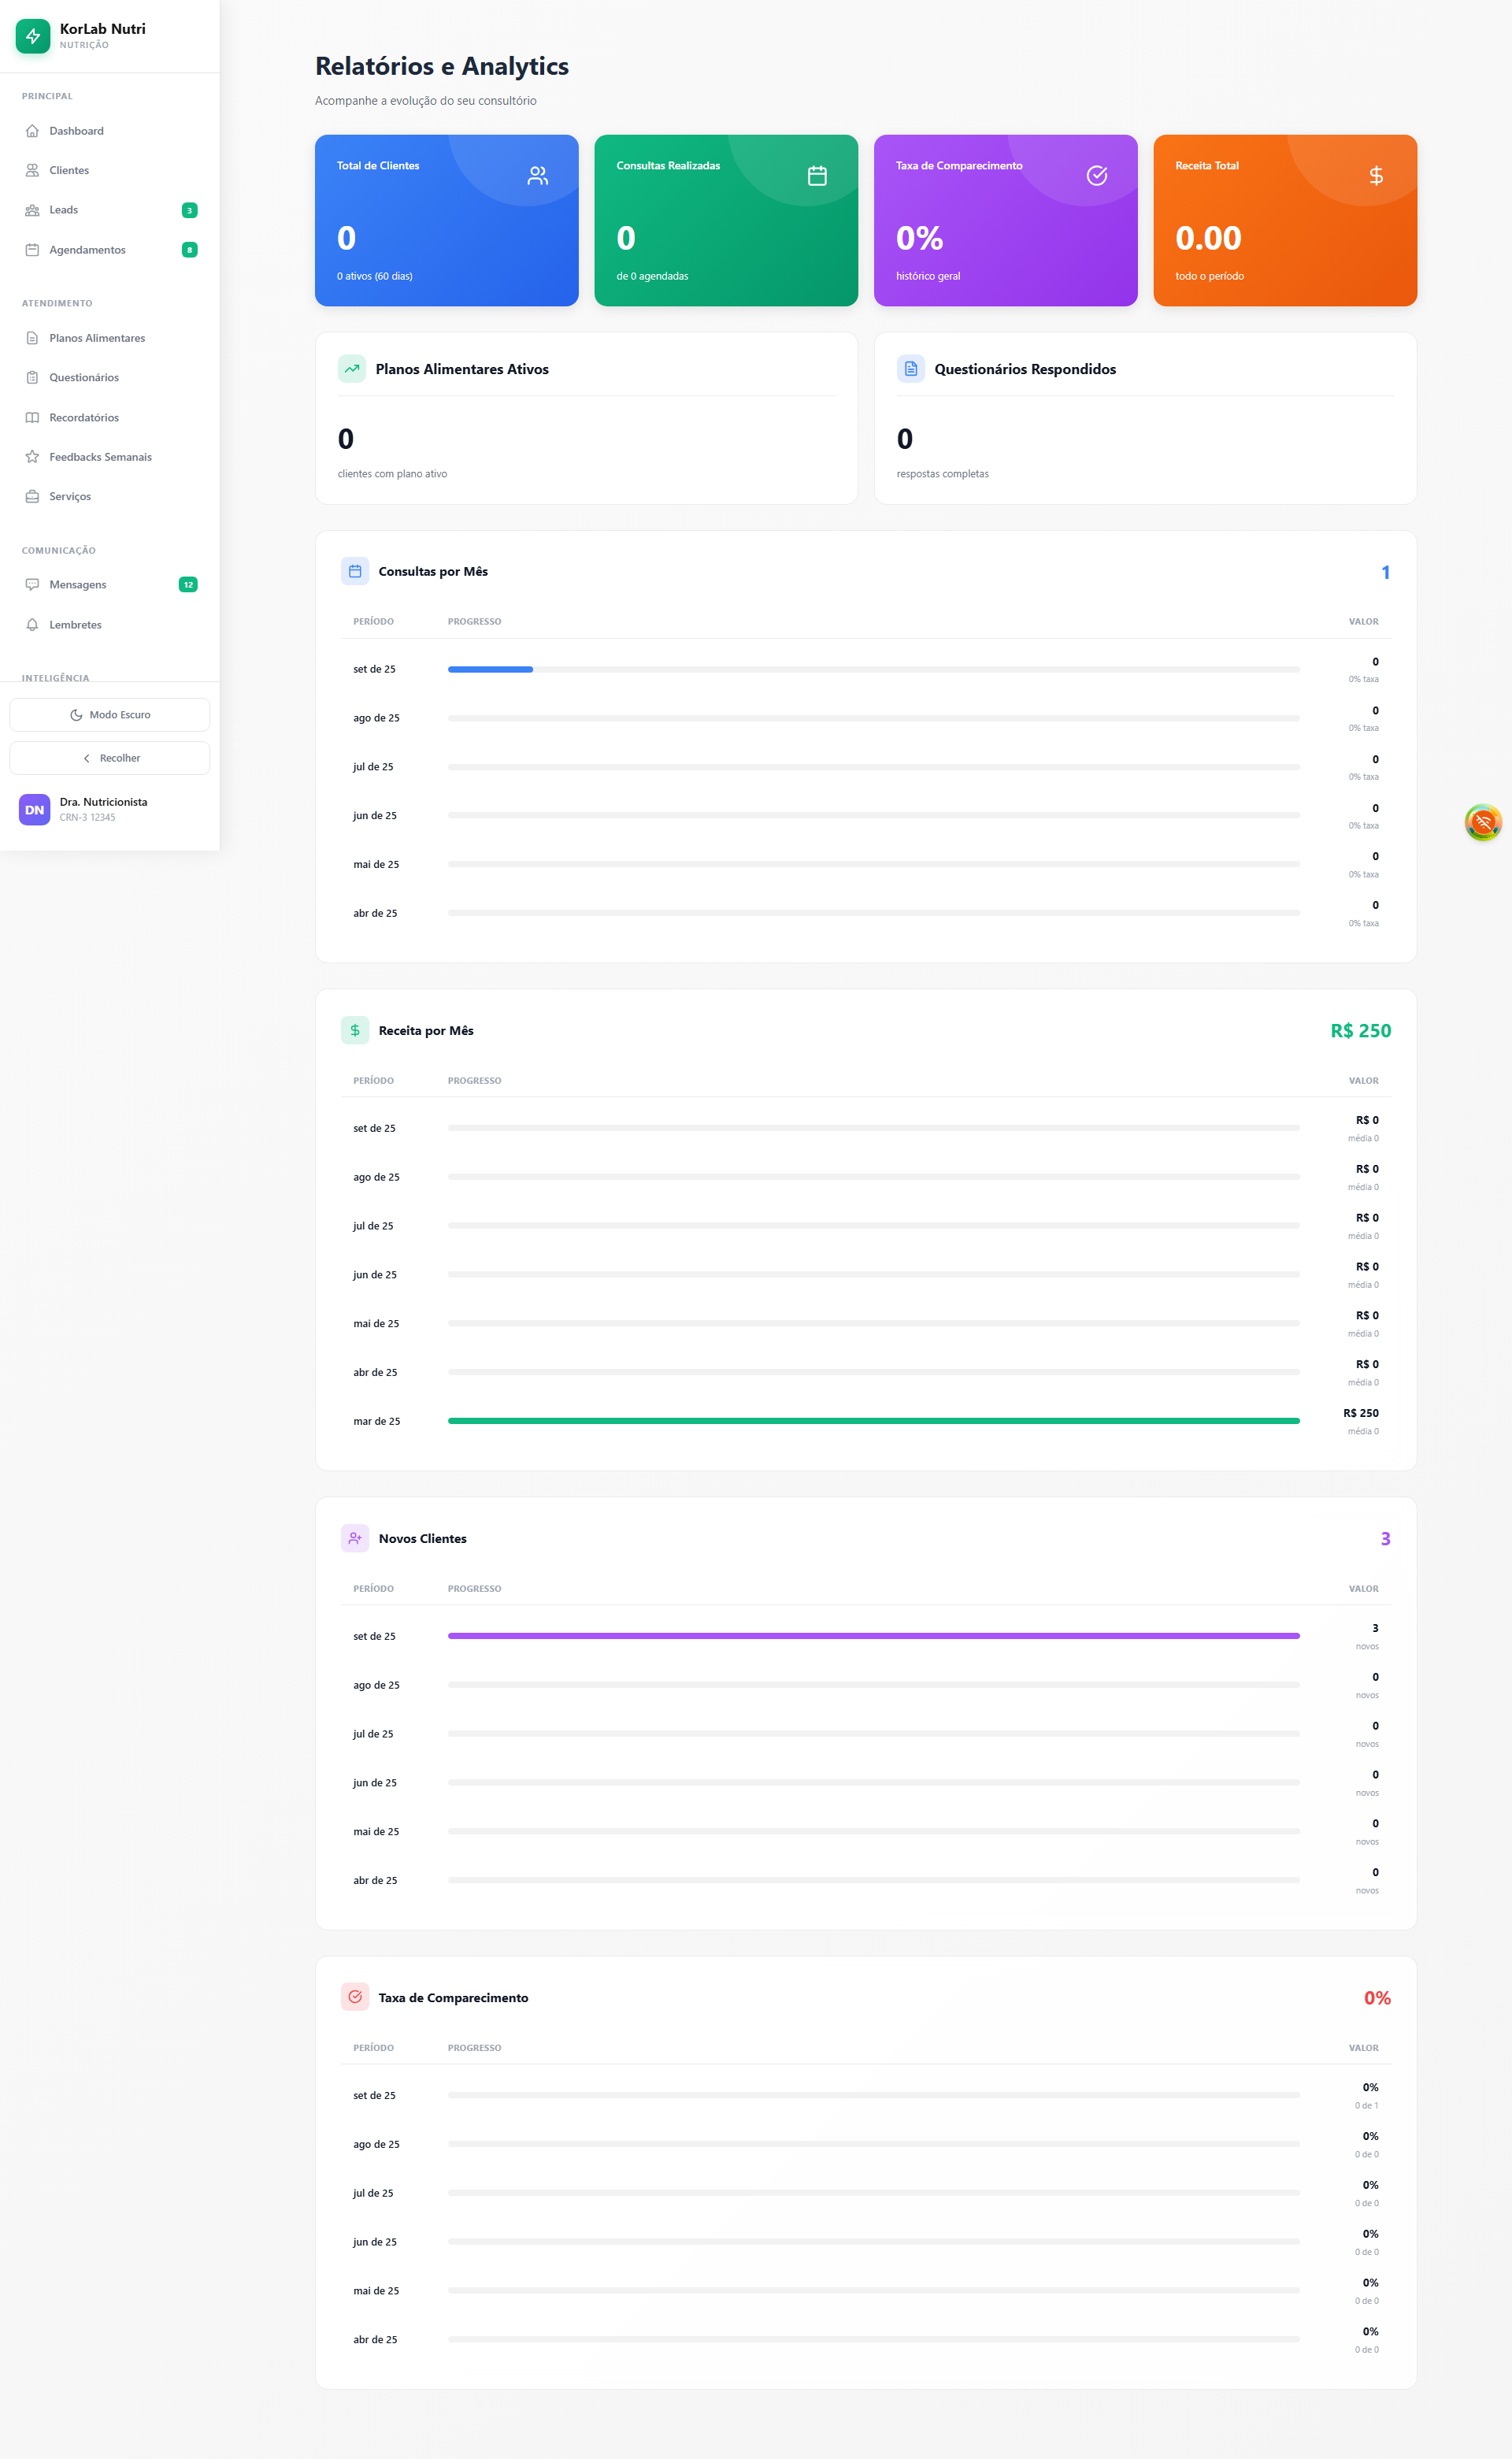 KorLab Nutri
NUTRIÇÃO
PRINCIPAL
Dashboard
Clientes
Leads 3
Agendamentos 8
ATENDIMENTO
Planos Alimentares
Questionários
Recordatórios
Feedbacks Semanais
Serviços
COMUNICAÇÃO
Mensagens 12
Lembretes
INTELIGÊNCIA
Modo Escuro
Recolher
DN
Dra. Nutricionista
CRN-3 12345
Relatórios e Analytics
Acompanhe a evolução do seu consultório
Total de Clientes
0
0 ativos (60 dias)
Consultas Realizadas
0
de 0 agendadas
Taxa de Comparecimento
0%
histórico geral
Receita Total
0.00
todo o período
Planos Alimentares Ativos
0
clientes com plano ativo
Questionários Respondidos
0
respostas completas
Consultas por Mês 1
PERÍODO PROGRESSO VALOR
set de 25 0
0% taxa
ago de 25 0
0% taxa
jul de 25 0
0% taxa
jun de 25 0
0% taxa
mai de 25 0
0% taxa
abr de 25 0
0% taxa
Receita por Mês R$ 250
PERÍODO PROGRESSO VALOR
set de 25 R$ 0
média 0
ago de 25 R$ 0
média 0
jul de 25 R$ 0
média 0
jun de 25 R$ 0
média 0
mai de 25 R$ 0
média 0
abr de 25 R$ 0
média 0
mar de 25 R$ 250
média 0
Novos Clientes 3
PERÍODO PROGRESSO VALOR
set de 25 3
novos
ago de 25 0
novos
jul de 25 0
novos
jun de 25 0
novos
mai de 25 0
novos
abr de 25 0
novos
Taxa de Comparecimento 0%
PERÍODO PROGRESSO VALOR
set de 25 0%
0 de 1
ago de 25 0%
0 de 0
jul de 25 0%
0 de 0
jun de 25 0%
0 de 0
mai de 25 0%
0 de 0
abr de 25 0%
0 de 0